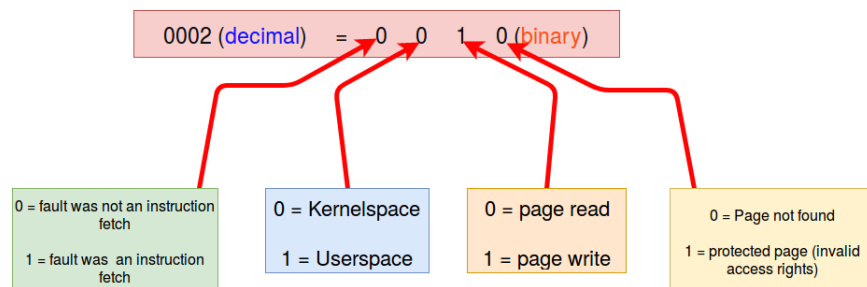 0002 (decimal) = 0 0 1 0 (binary)
0 = fault was not an instruction
fetch
1 = fault was an instruction
fetch
0 = Kernelspace
1 = Userspace
0 = page read
1 = page write
0 = Page not found
1 = protected page (invalid
access rights)